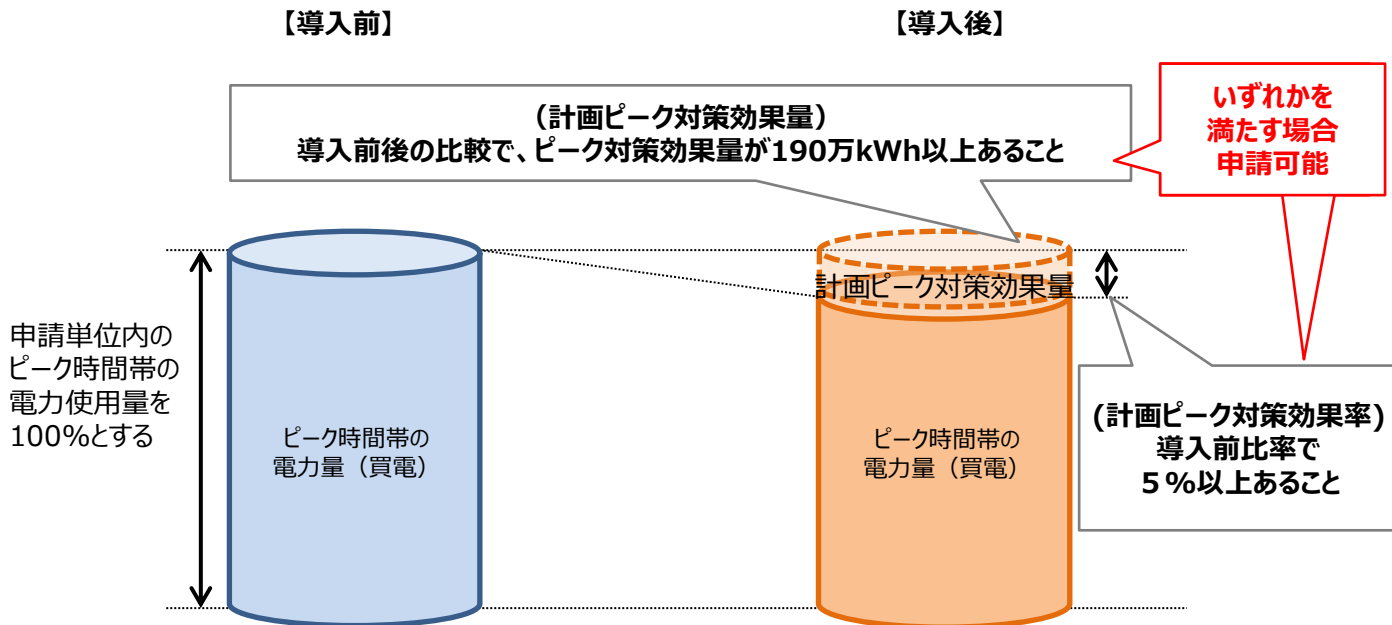 【導入前】
【導入後】
（計画ピーク対策効果量）
導入前後の比較で、ピーク対策効果量が190万kWh以上あること
いずれかを
満たす場合
申請可能
計画ピーク対策効果量
申請単位内の
ピーク時間帯の
電力使用量を
100%とする
ピーク時間帯の
電力量（買電）
ピーク時間帯の
電力量（買電）
(計画ピーク対策効果率)
導入前比率で
５%以上あること